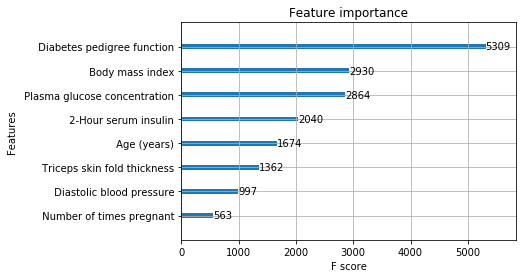 Feature importance
Features
Diabetes pedigree function 5309
Body mass index 2930
Plasma glucose concentration 2864
2-Hour serum insulin 2040
Age (years) 1674
Triceps skin fold thickness 1362
Diastolic blood pressure 997
Number of times pregnant 563
0 1000 2000 3000 4000 5000
F score